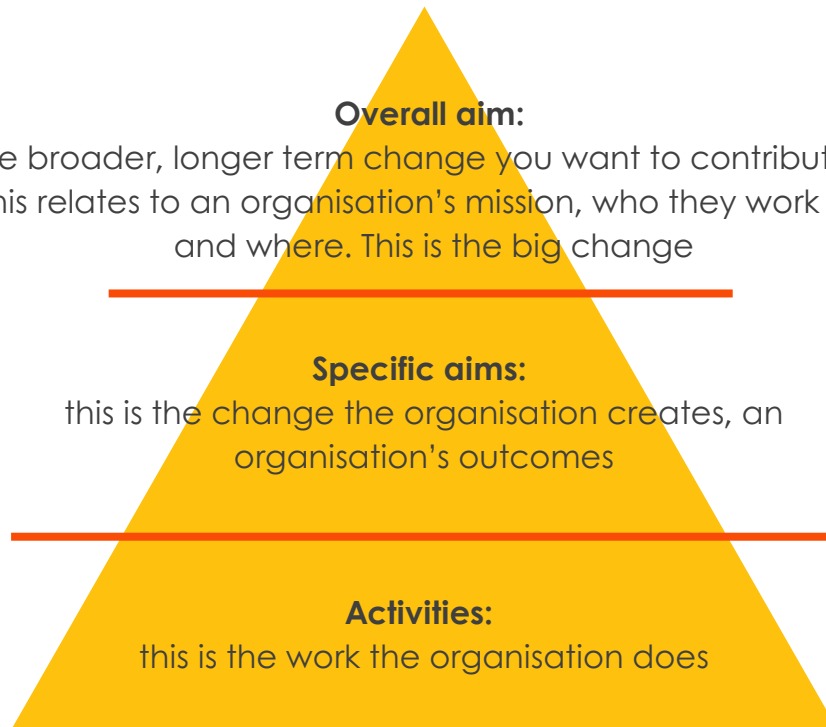 Overall aim:
e broader, longer term change you want to contribut
is relates to an organisation's mission, who they work
and where. This is the big change
Specific aims:
this is the change the organisation creates, an
organisation's outcomes
Activities:
this is the work the organisation does